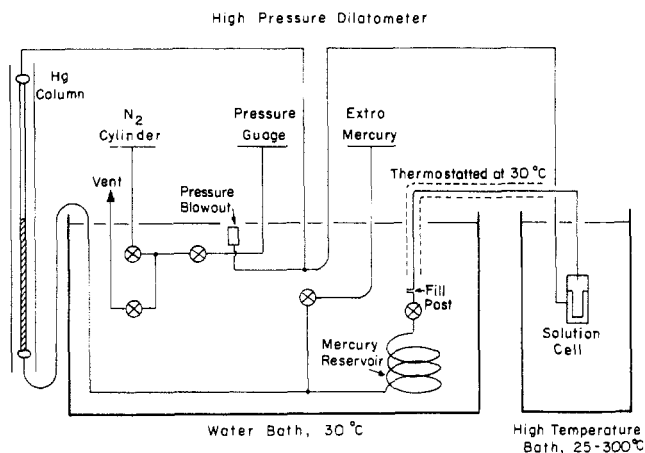 High Pressure Dilatometer
Hg
Column
N2
Cylinder
Pressure
Guage
Extro
Mercury
Vent
Pressure
Blowout
Thermostatted at 30°C
Fill
Post
Mercury
Reservoir
Solution
Cell
Water Bath, 30°C
High Temperature
Bath, 25-300°C